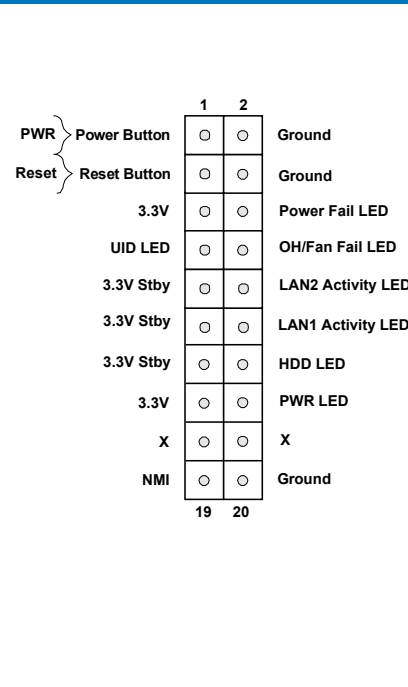 1 2
PWR Power Button Ground
Reset Reset Button Ground
3.3V Power Fail LED
UID LED OH/Fan Fail LED
3.3V Stby LAN2 Activity LED
3.3V Stby LAN1 Activity LED
3.3V Stby HDD LED
3.3V PWR LED
X X
NMI Ground
19 20